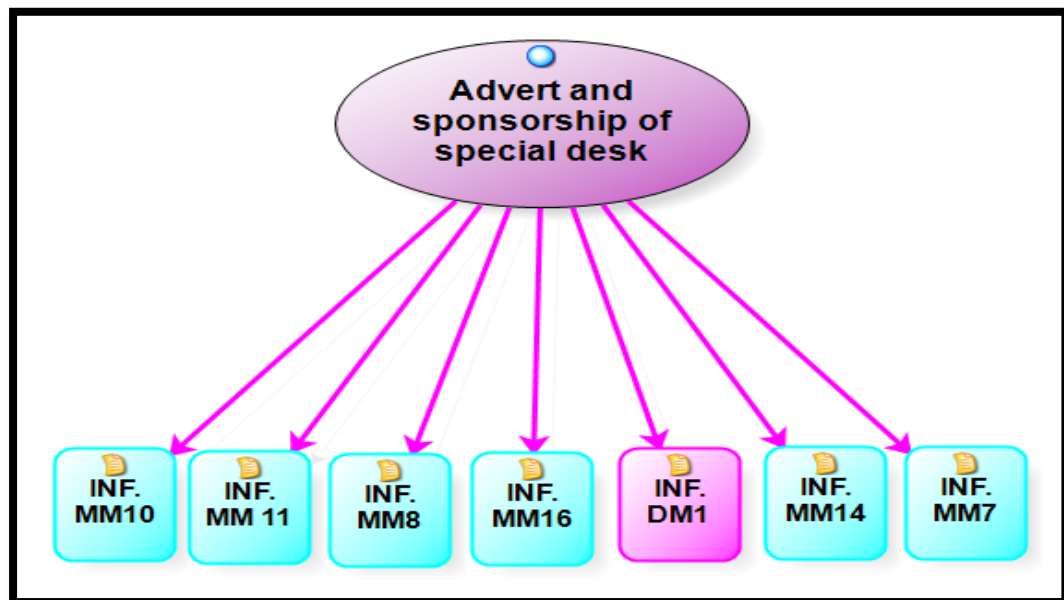 Advert and
sponsorship of
special desk
INF.
MM10
INF.
MM 11
INF.
MM8
INF.
MM16
INF.
DM1
INF.
MM14
INF.
MM7